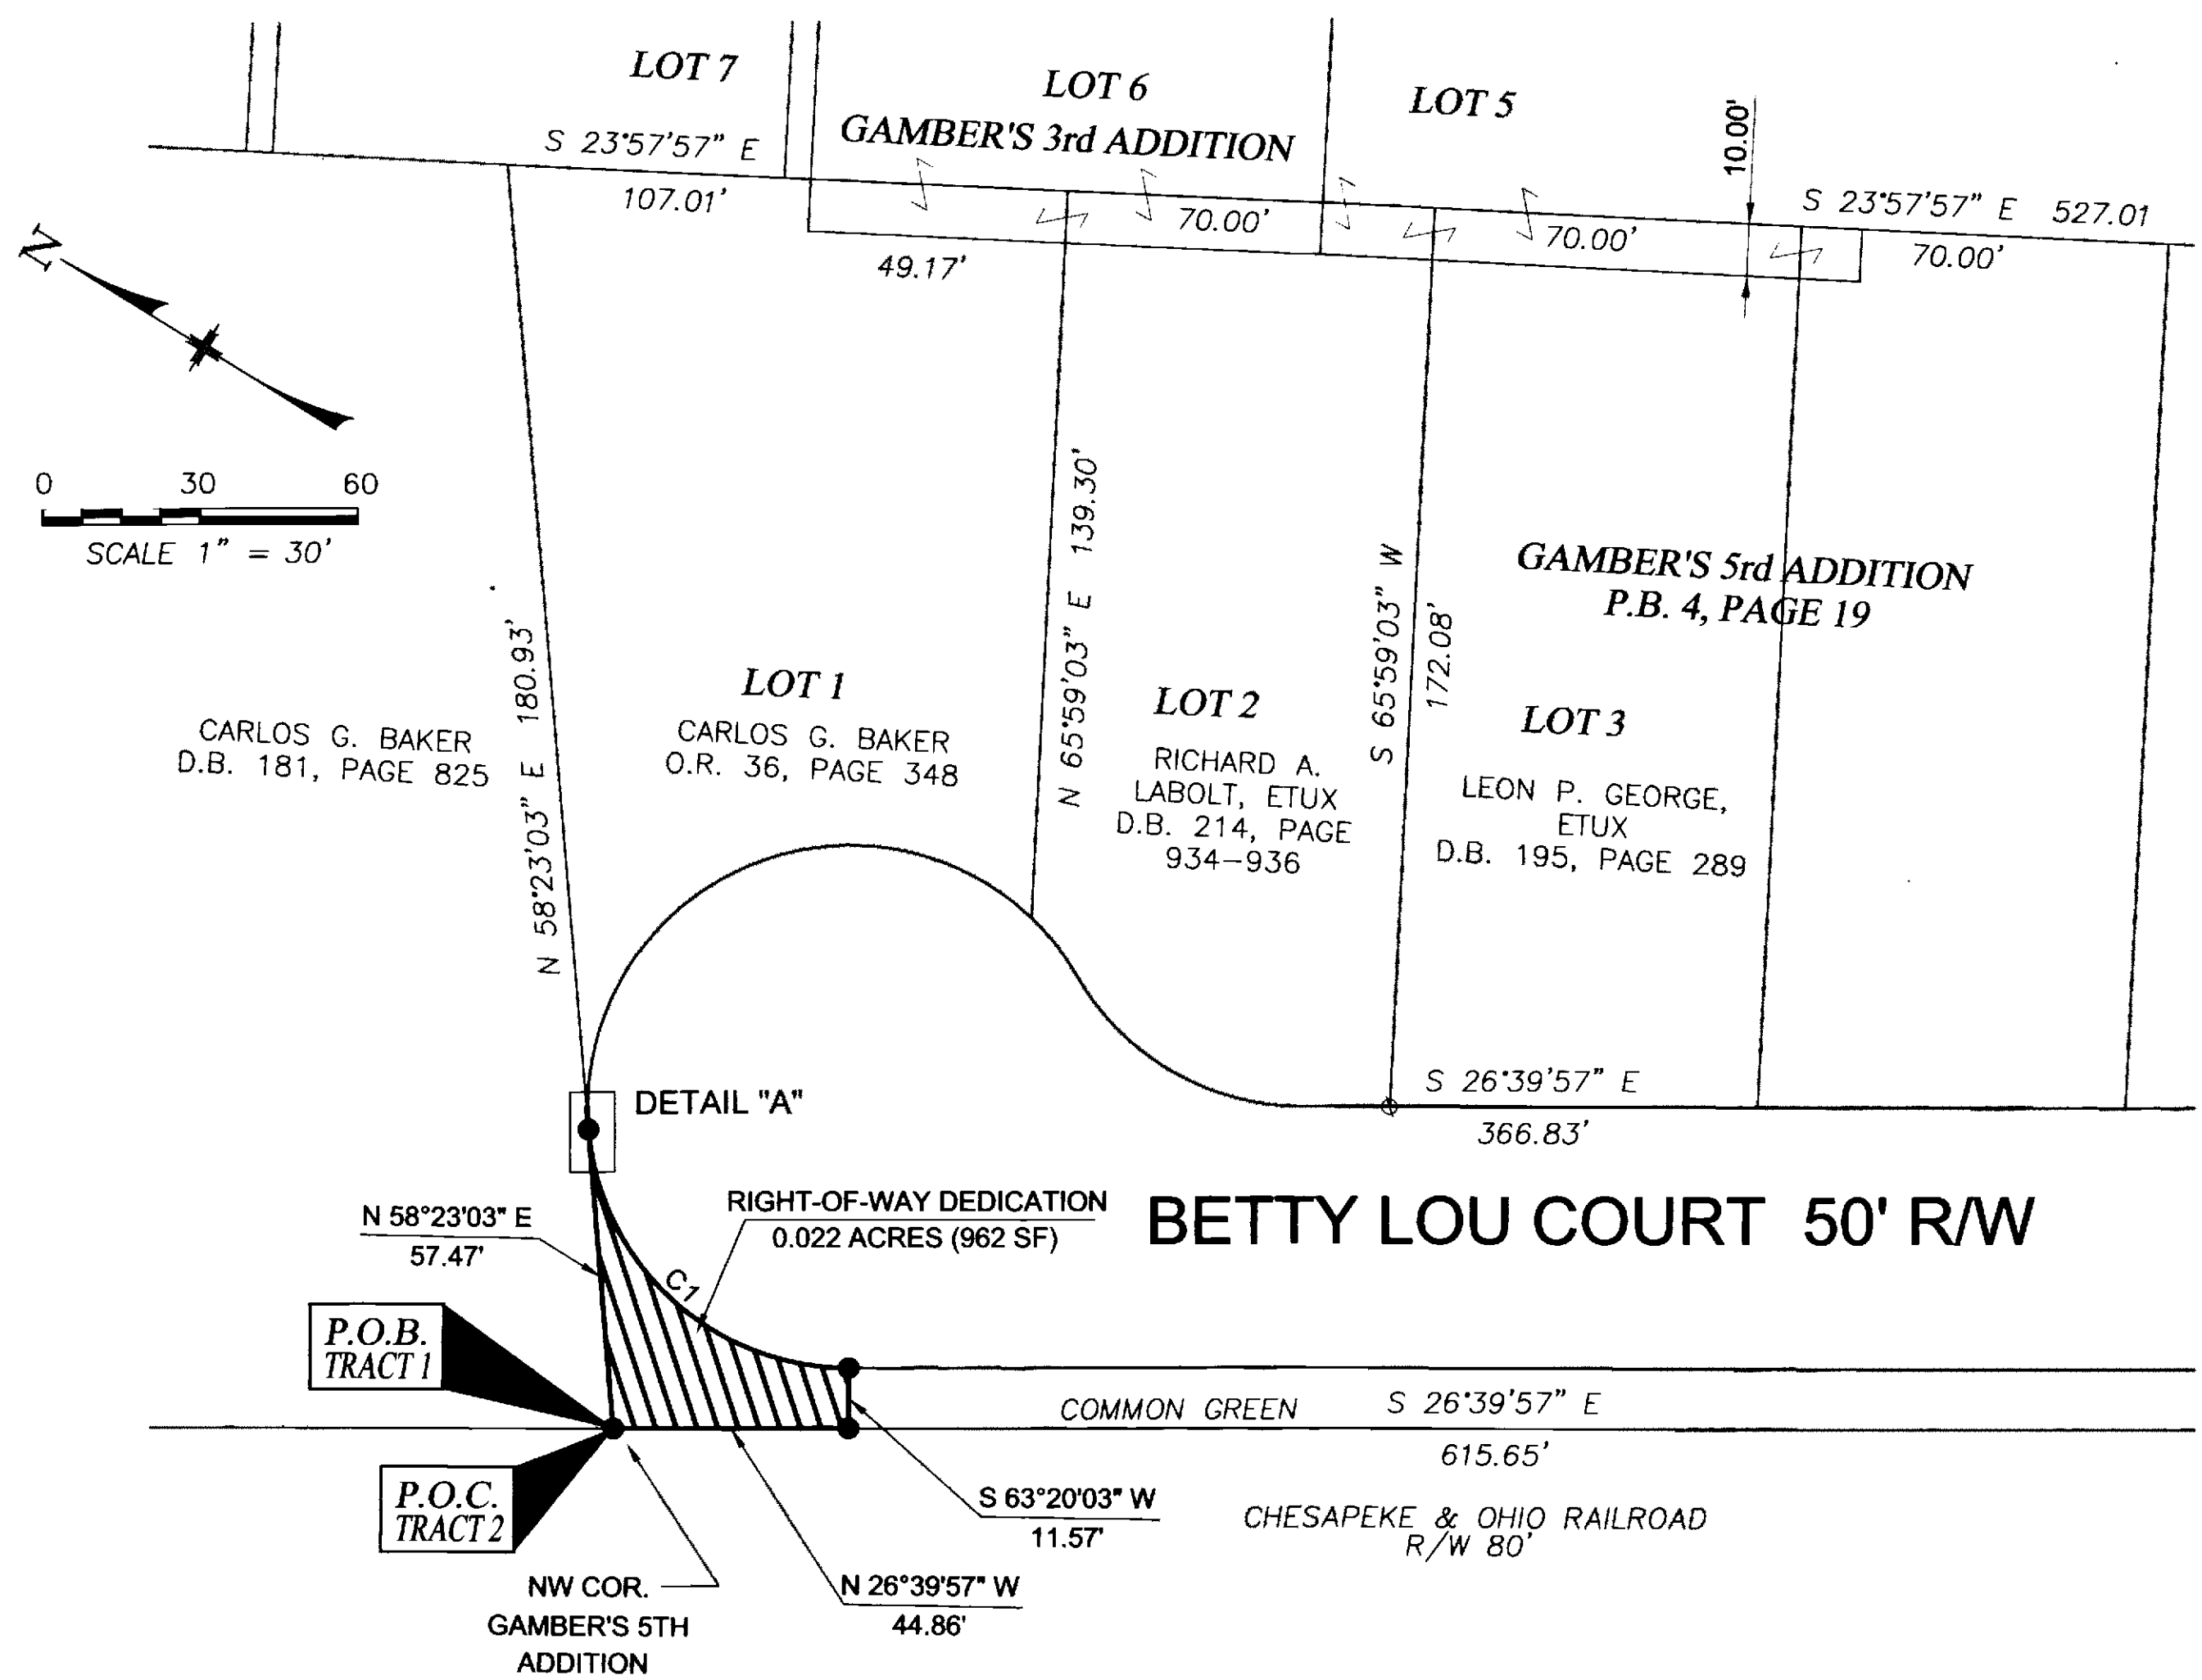 LOT 7
LOT 6
GAMBER'S 3rd ADDITION
LOT 5
10.00'
S 23°57'57" E
107.01'
70.00'
49.17'
70.00'
S 23°57'57" E 527.01
70.00'
N
0 30 60
SCALE 1" = 30'
N 58°23'03" E 180.93'
N 65°59'03" E 139.30'
S 65°59'03" W
172.08'
GAMBER'S 5rd ADDITION
P.B. 4, PAGE 19
CARLOS G. BAKER
D.B. 181, PAGE 825
LOT 1
CARLOS G. BAKER
O.R. 36, PAGE 348
LOT 2
RICHARD A.
LABOLT, ETUX
D.B. 214, PAGE
934-936
LOT 3
LEON P. GEORGE,
ETUX
D.B. 195, PAGE 289
DETAIL "A"
S 26°39'57" E
366.83'
N 58°23'03" E
57.47'
RIGHT-OF-WAY DEDICATION
0.022 ACRES (962 SF)
BETTY LOU COURT 50' R/W
C1
P.O.B.
TRACT 1
COMMON GREEN S 26°39'57" E
615.65'
P.O.C.
TRACT 2
S 63°20'03" W
11.57'
CHESAPEKE & OHIO RAILROAD
R/W 80'
NW COR.
GAMBER'S 5TH
ADDITION
N 26°39'57" W
44.86'